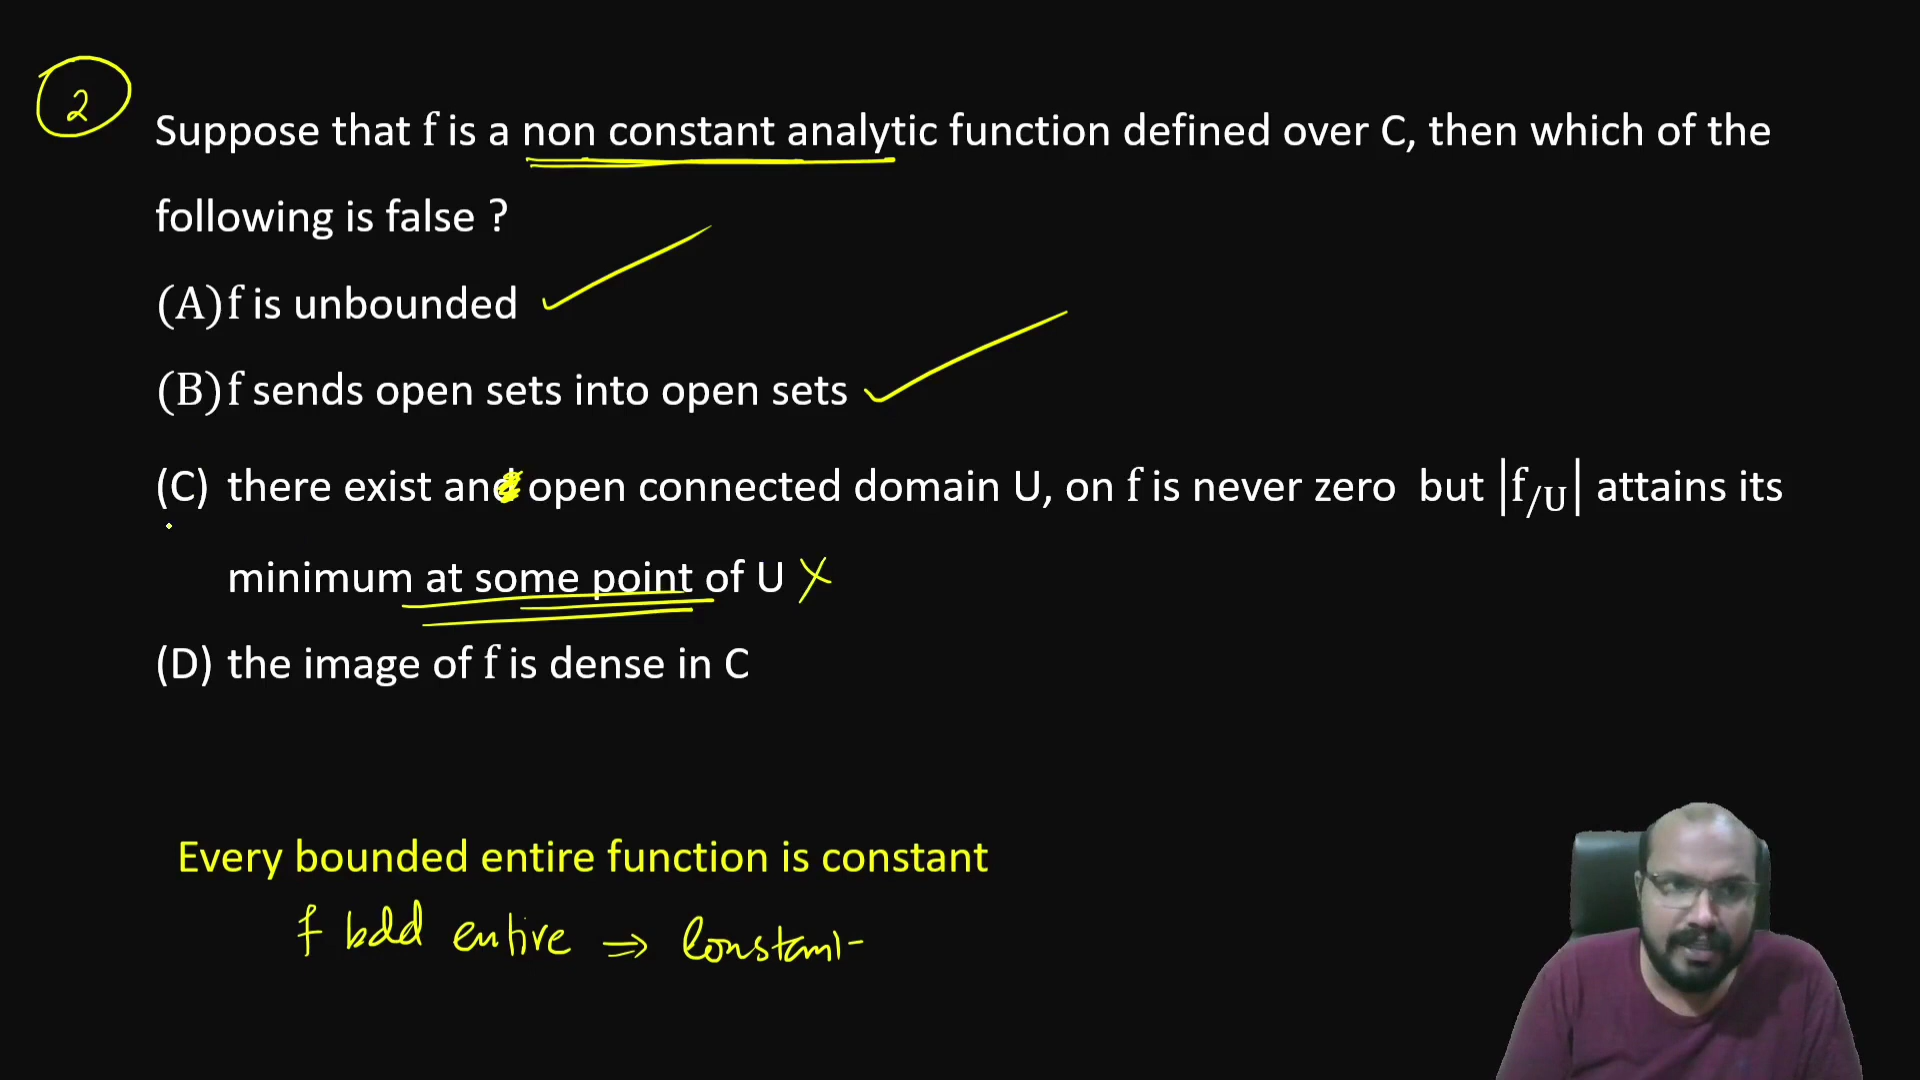 2
Suppose that f is a non constant analytic function defined over C, then which of the
following is false ?
(A) f is unbounded
(B) f sends open sets into open sets
(C) there exist an open connected domain U, on f is never zero but |f/U| attains its
minimum at some point of U
(D) the image of f is dense in C
Every bounded entire function is constant
f bdd entire ⇒ constant